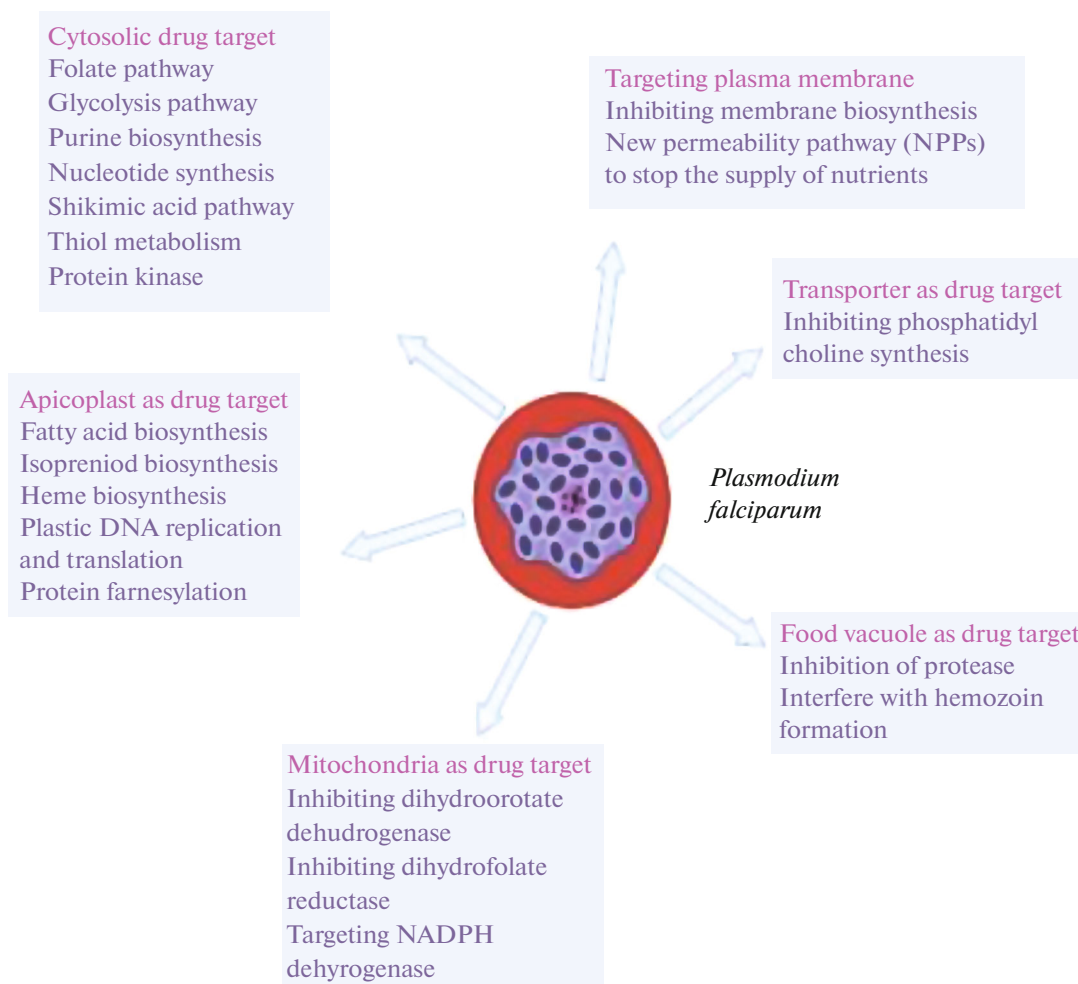 Cytosolic drug target
Folate pathway
Glycolysis pathway
Purine biosynthesis
Nucleotide synthesis
Shikimic acid pathway
Thiol metabolism
Protein kinase
Targeting plasma membrane
Inhibiting membrane biosynthesis
New permeability pathway (NPPs)
to stop the supply of nutrients
Transporter as drug target
Inhibiting phosphatidyl
choline synthesis
Apicoplast as drug target
Fatty acid biosynthesis
Isopreniod biosynthesis
Heme biosynthesis
Plastic DNA replication
and translation
Protein farnesylation
Plasmodium
falciparum
Food vacuole as drug target
Inhibition of protease
Interfere with hemozoin
formation
Mitochondria as drug target
Inhibiting dihydroorotate
dehudrogenase
Inhibiting dihydrofolate
reductase
Targeting NADPH
dehyrogenase